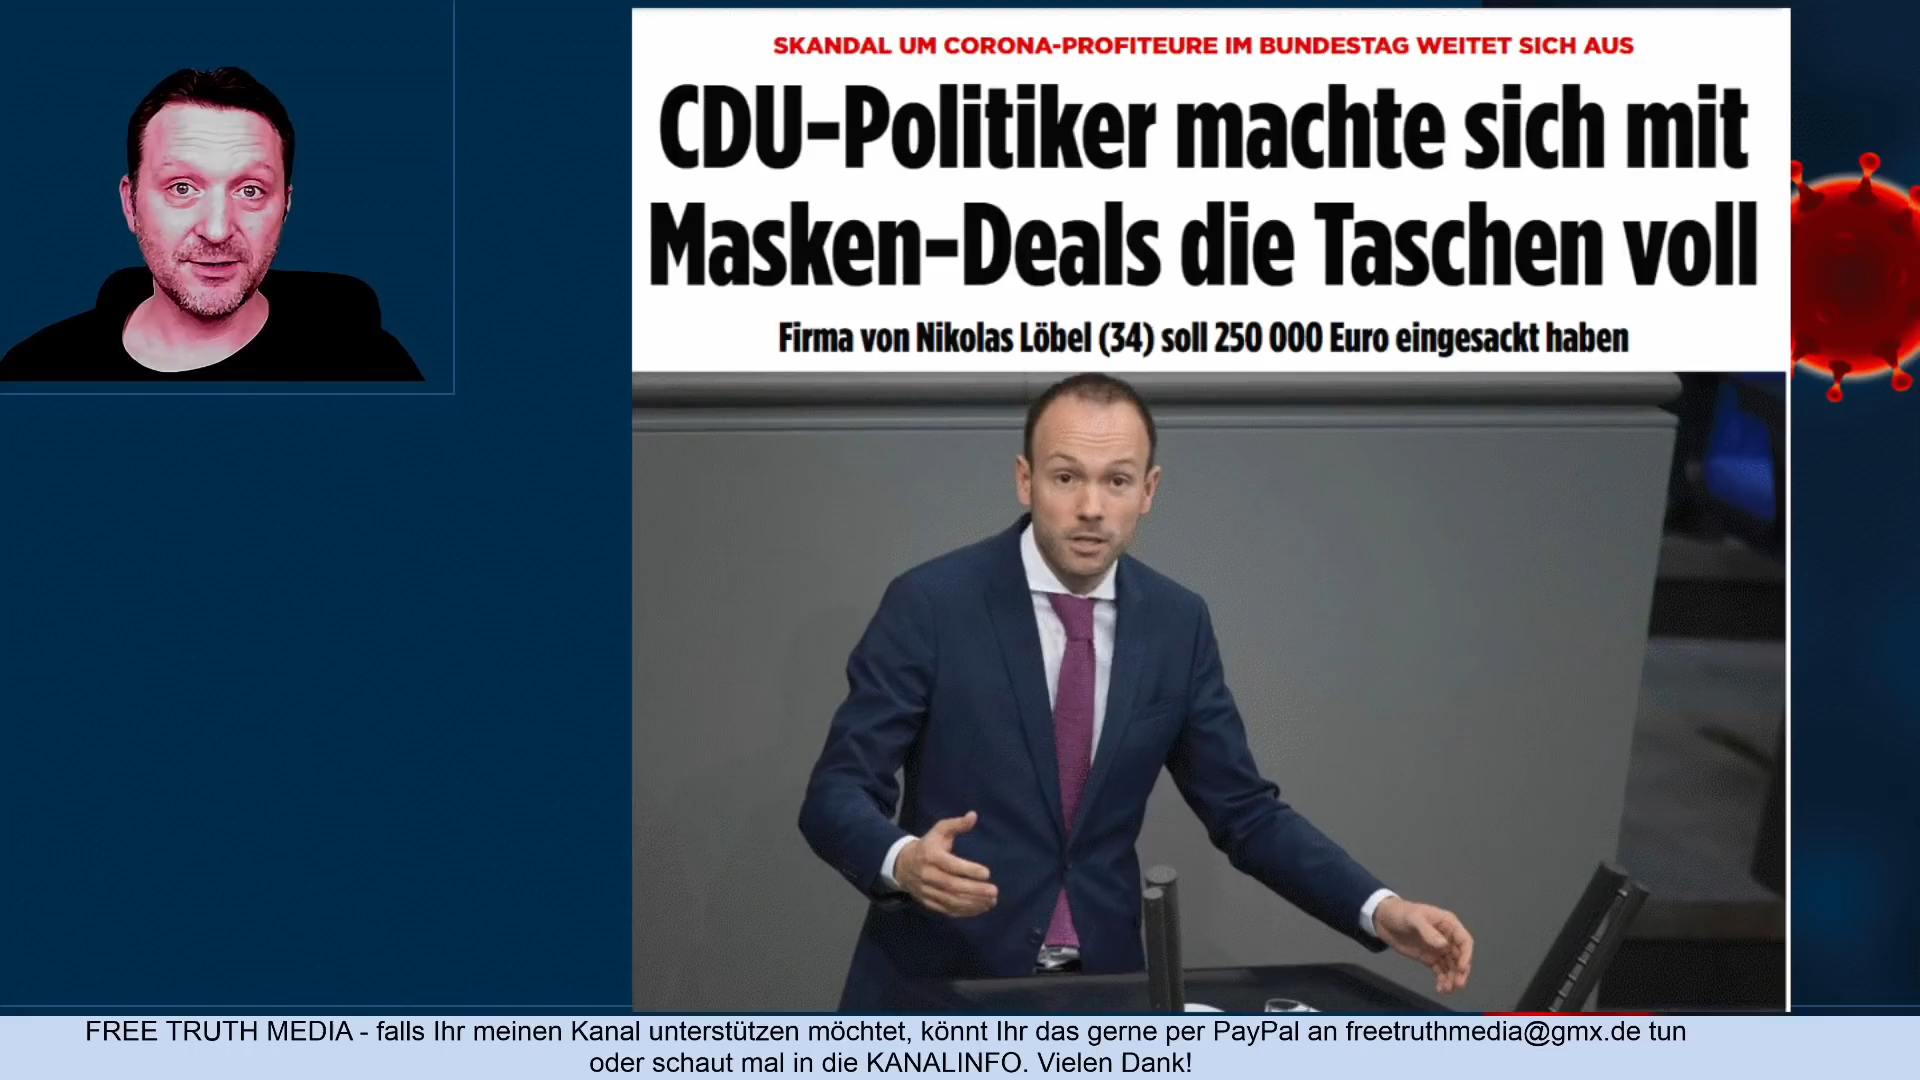 SKANDAL UM CORONA-PROFITEURE IM BUNDESTAG WEITET SICH AUS
CDU-Politiker machte sich mit
Masken-Deals die Taschen voll
Firma von Nikolas Löbel (34) soll 250 000 Euro eingesackt haben
FREE TRUTH MEDIA - falls Ihr meinen Kanal unterstützen möchtet, könnt Ihr das gerne per PayPal an freetruthmedia@gmx.de tun
oder schaut mal in die KANALINFO. Vielen Dank!